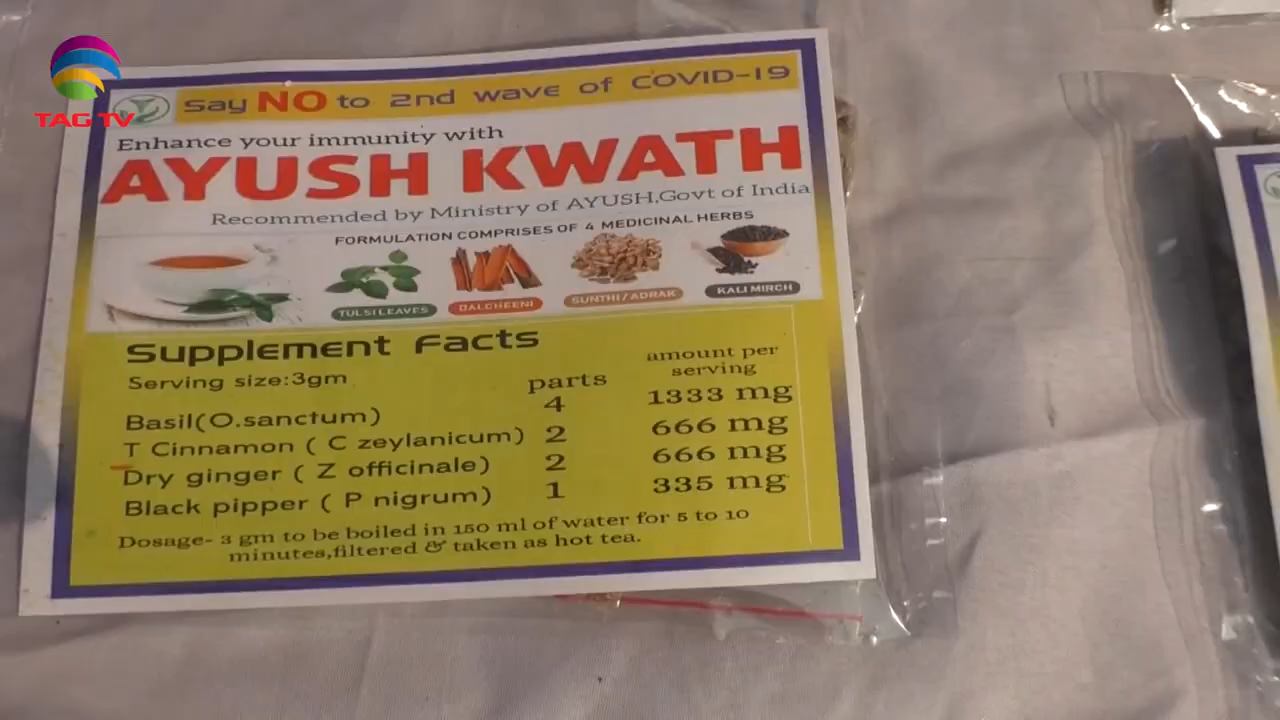 TAG TV
Say NO to 2nd wave of COVID-19
Enhance your immunity with
AYUSH KWATH
Recommended by Ministry of AYUSH,Govt of India
FORMULATION COMPRISES OF 4 MEDICINAL HERBS
TULSI LEAVES DALCHEENI SUNTHI/ADRAK KALI MIRCH
Supplement Facts
Serving size:3gm parts amount per serving
Basil(O.sanctum) 4 1333 mg
T Cinnamon ( C zeylanicum) 2 666 mg
Dry ginger ( Z officinale) 2 666 mg
Black pipper ( P nigrum) 1 335 mg
Dosage- 3 gm to be boiled in 150 ml of water for 5 to 10
minutes,filtered & taken as hot tea.